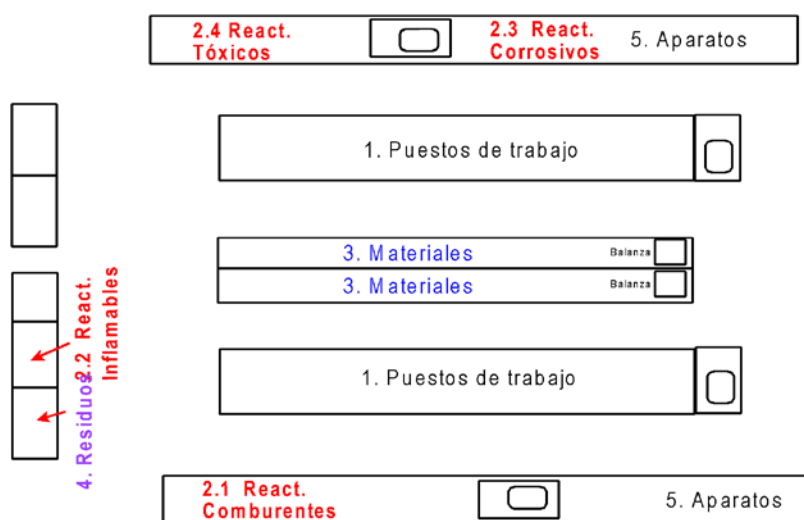 2.4 React.
Tóxicos
2.3 React.
Corrosivos
5. Aparatos
1. Puestos de trabajo
3. Materiales
Balanza
3. Materiales
Balanza
2.2 React.
Inflamables
4. Residuos
1. Puestos de trabajo
2.1 React.
Comburentes
5. Aparatos